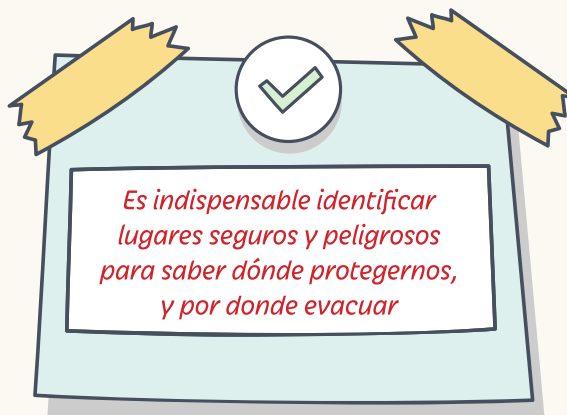 Es indispensable identificar
lugares seguros y peligrosos
para saber dónde protegernos,
y por donde evacuar